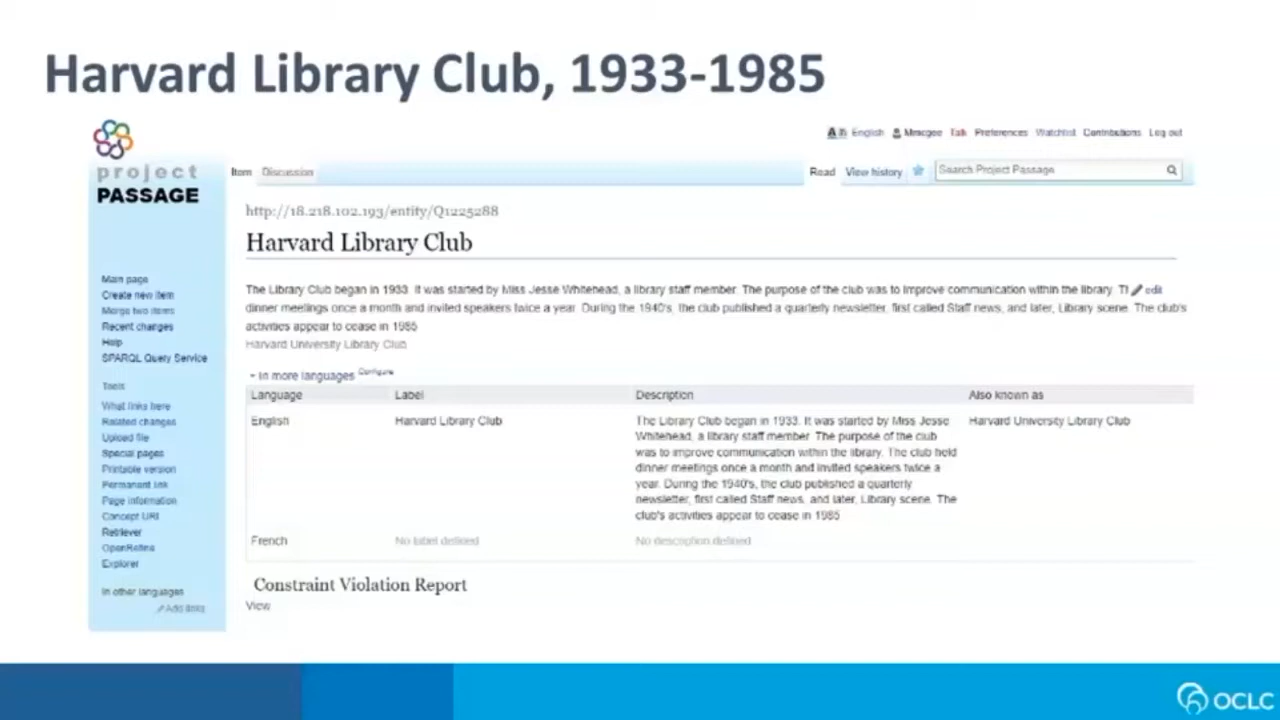 Harvard Library Club, 1933-1985
English Mmcgee Talk Preferences Watchlist Contributions Log out
project
PASSAGE
Item Discussion Read View history Search Project Passage
http://18.218.102.193/entity/Q1225288
Harvard Library Club
The Library Club began in 1933. It was started by Miss Jesse Whitehead, a library staff member. The purpose of the club was to improve communication within the library. Tl edit
dinner meetings once a month and invited speakers twice a year. During the 1940's, the club published a quarterly newsletter, first called Staff news, and later, Library scene. The club's
activities appear to cease in 1985
Harvard University Library Club
In more languages Configure
Language Label Description Also known as
English Harvard Library Club The Library Club began in 1933. It was started by Miss Jesse Harvard University Library Club
Whitehead, a library staff member. The purpose of the club
was to improve communication within the library. The club held
dinner meetings once a month and invited speakers twice a
year. During the 1940's, the club published a quarterly
newsletter, first called Staff news, and later, Library scene. The
club's activities appear to cease in 1985
French No label defined No description defined
Constraint Violation Report
View
Main page
Create new item
Merge two items
Recent changes
Help
SPARQL Query Service
Tools
What links here
Related changes
Upload file
Special pages
Printable version
Permanent link
Page information
Concept URI
Retriever
OpenRefine
Explorer
In other languages
Add links
OCLC